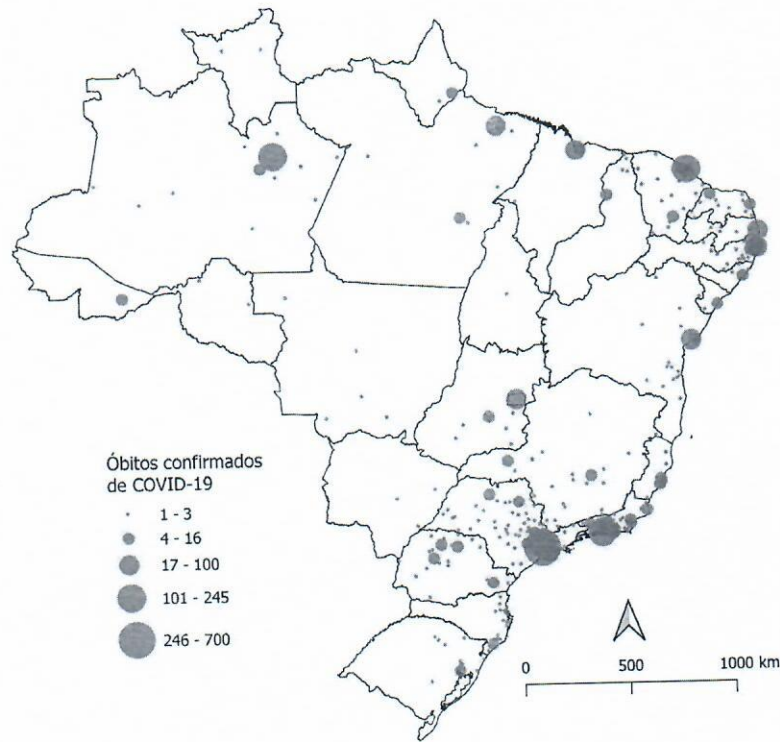 Óbitos confirmados
de COVID-19
1 - 3
4 - 16
17 - 100
101 - 245
246 - 700
0 500 1000 km